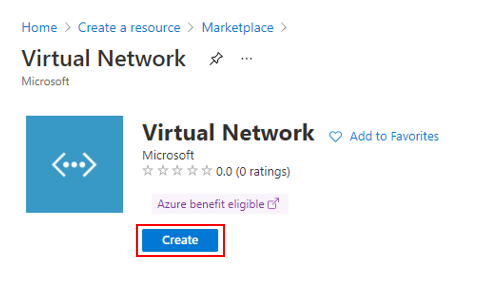 Home > Create a resource > Marketplace >
Virtual Network ...
Microsoft
Virtual Network Add to Favorites
Microsoft
0.0 (0 ratings)
Azure benefit eligible
Create